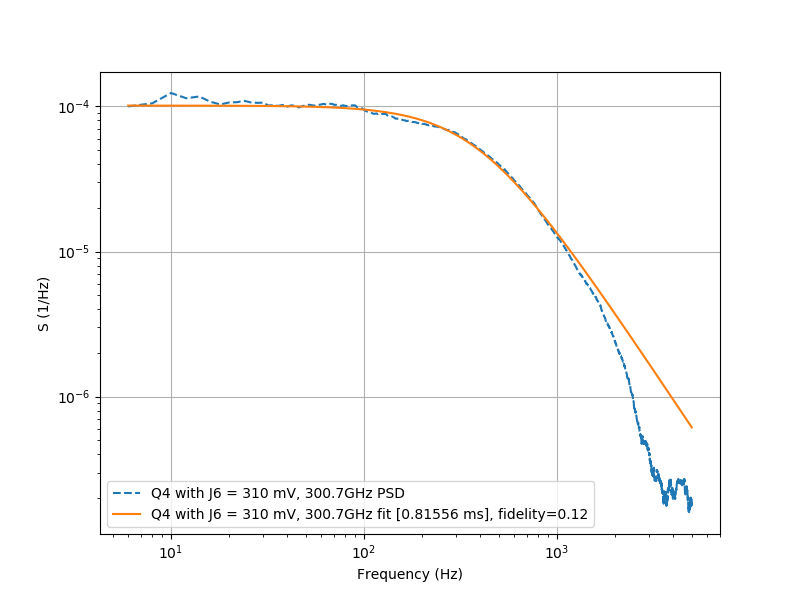 10⁻⁴
10⁻⁵
10⁻⁶
S (1/Hz)
Q4 with J6 = 310 mV, 300.7GHz PSD
Q4 with J6 = 310 mV, 300.7GHz fit [0.81556 ms], fidelity=0.12
10¹
10²
10³
Frequency (Hz)